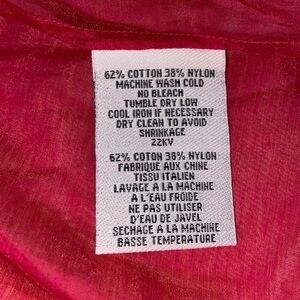 62% COTTON 38% NYLON
MACHINE WASH COLD
NO BLEACH
TUMBLE DRY LOW
COOL IRON IF NECESSARY
DRY CLEAN TO AVOID
SHRINKAGE
22KV
62% COTON 38% NYLON
FABRIQUE AUX CHINE
TISSU ITALIEN
LAVAGE A LA MACHINE
A L'EAU FROIDE
NE PAS UTILISER
D'EAU DE JAVEL
SECHAGE A LA MACHINE
BASSE TEMPERATURE